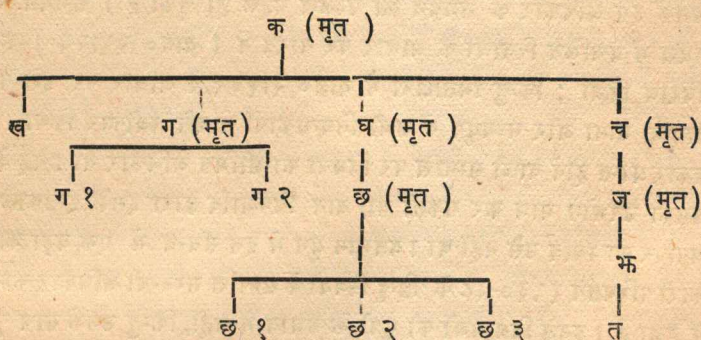 क (मृत)
ख ग (मृत) घ (मृत) च (मृत)
ग १ ग २ छ (मृत) ज (मृत)
झ
छ १ छ २ छ ३ त